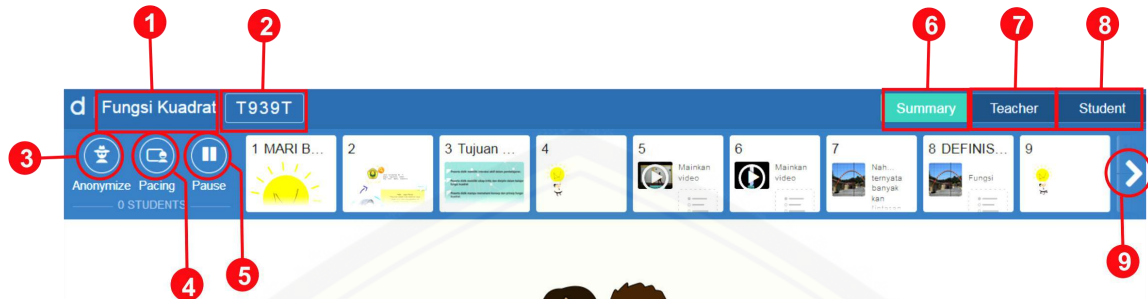 1
2
6
7
8
d Fungsi Kuadrat T939T
Summary Teacher Student
3
Anonymize Pacing Pause
0 STUDENTS
1 MARI B...
2
3 Tujuan ...
4
5
Mainkan
video
6
Mainkan
video
7
Nah...
ternyata
banyak
kan
8 DEFINIS...
Fungsi
9
4
5
9